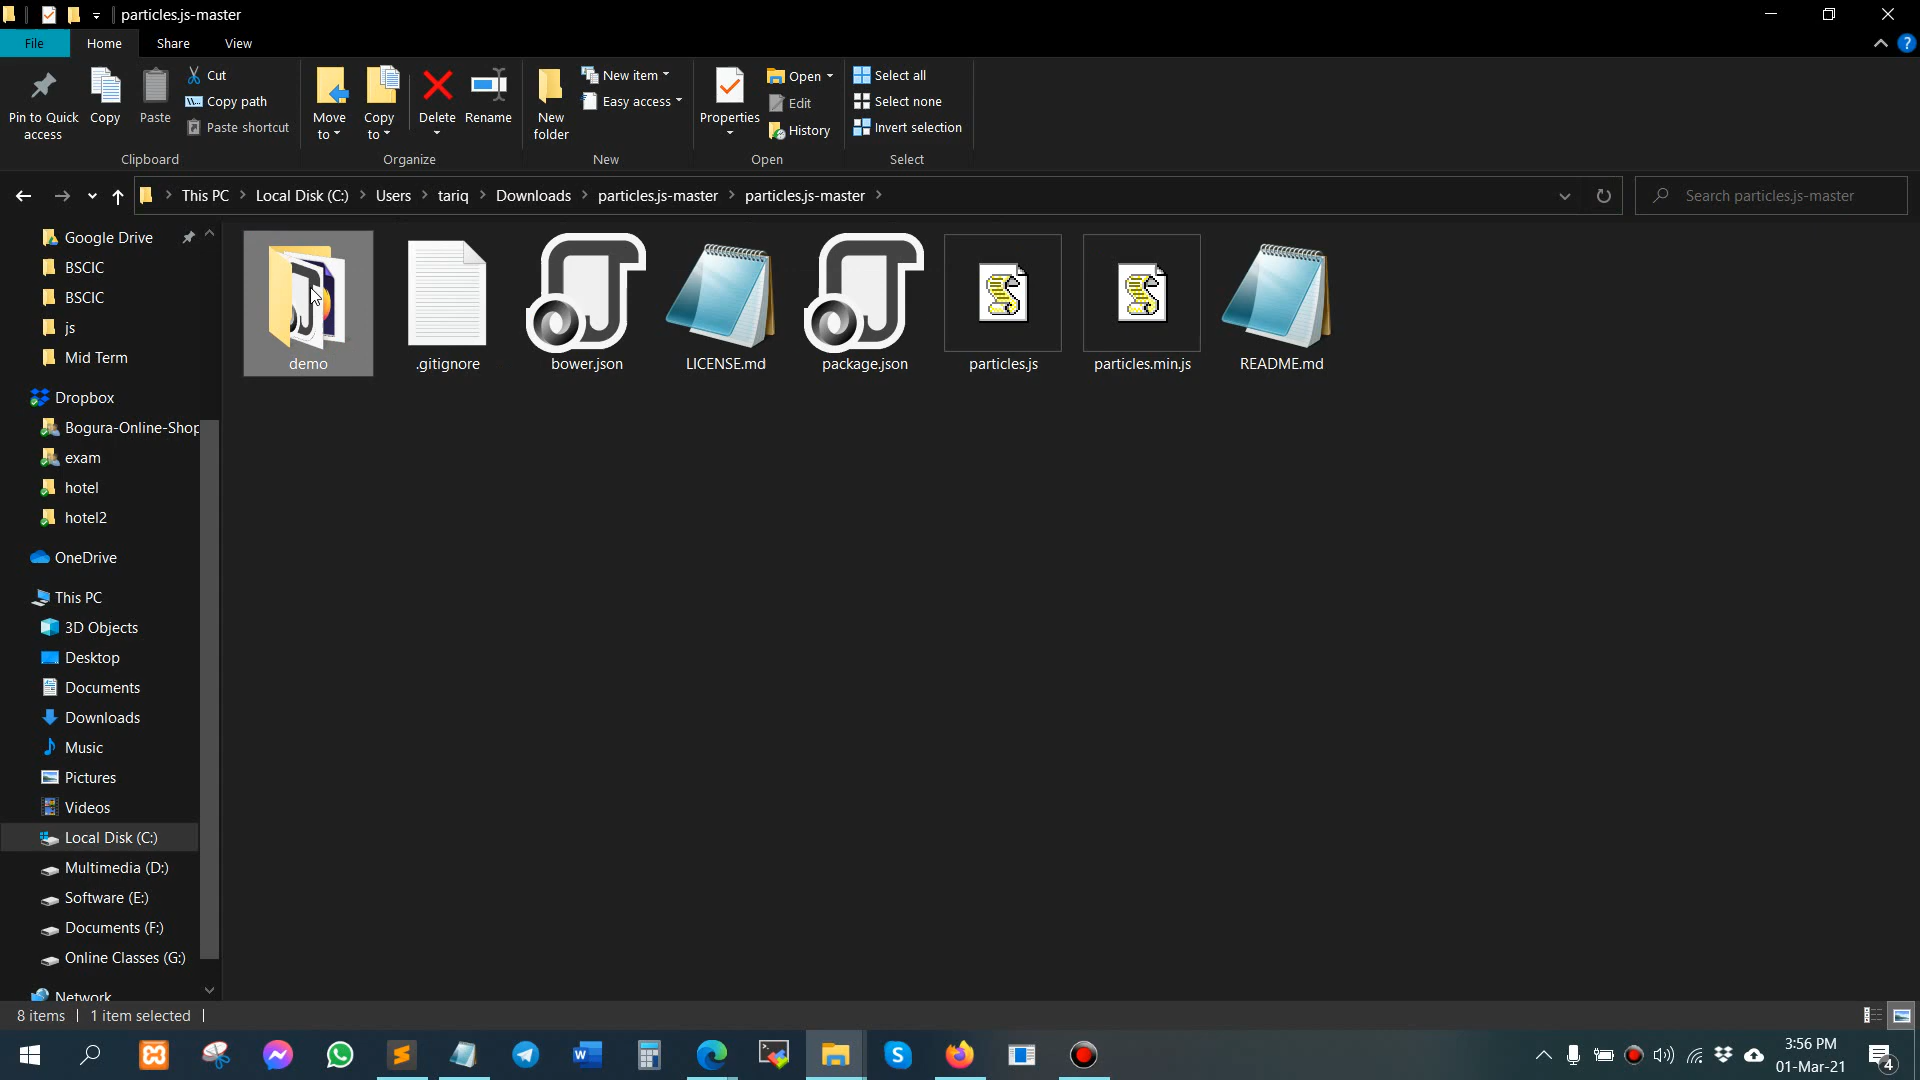 particles.js-master
File Home Share View
Pin to Quick access
Copy
Paste
Cut
Copy path
Paste shortcut
Clipboard
Move to
Copy to
Delete
Rename
Organize
New folder
New item
Easy access
New
Properties
Open
Edit
History
Open
Select all
Select none
Invert selection
Select
This PC Local Disk (C:) Users tariq Downloads particles.js-master particles.js-master
Search particles.js-master
Google Drive
BSCIC
BSCIC
js
Mid Term
Dropbox
Bogura-Online-Shop
exam
hotel
hotel2
OneDrive
This PC
3D Objects
Desktop
Documents
Downloads
Music
Pictures
Videos
Local Disk (C:)
Multimedia (D:)
Software (E:)
Documents (F:)
Online Classes (G:)
Network
demo .gitignore bower.json LICENSE.md package.json particles.js particles.min.js README.md
8 items 1 item selected
3:56 PM
01-Mar-21
4